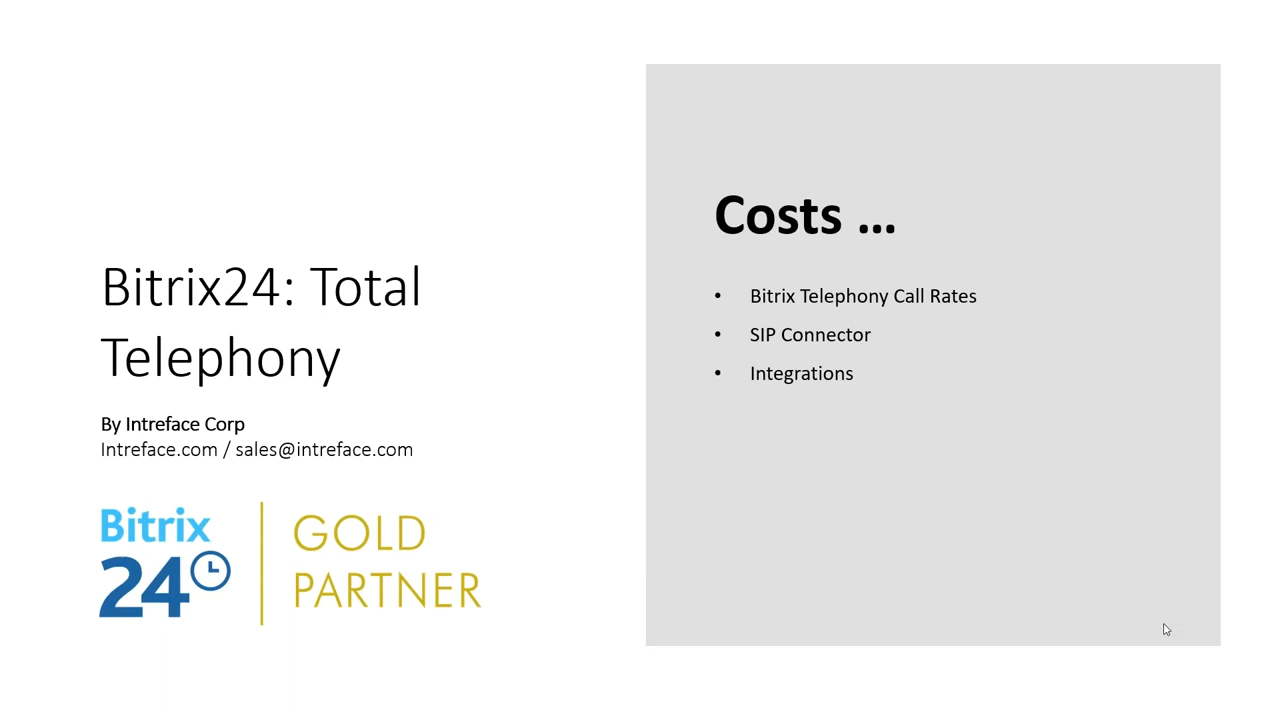 Bitrix24: Total
Telephony
By Intreface Corp
Intreface.com / sales@intreface.com
Bitrix
24
GOLD
PARTNER
Costs ...
• Bitrix Telephony Call Rates
• SIP Connector
• Integrations